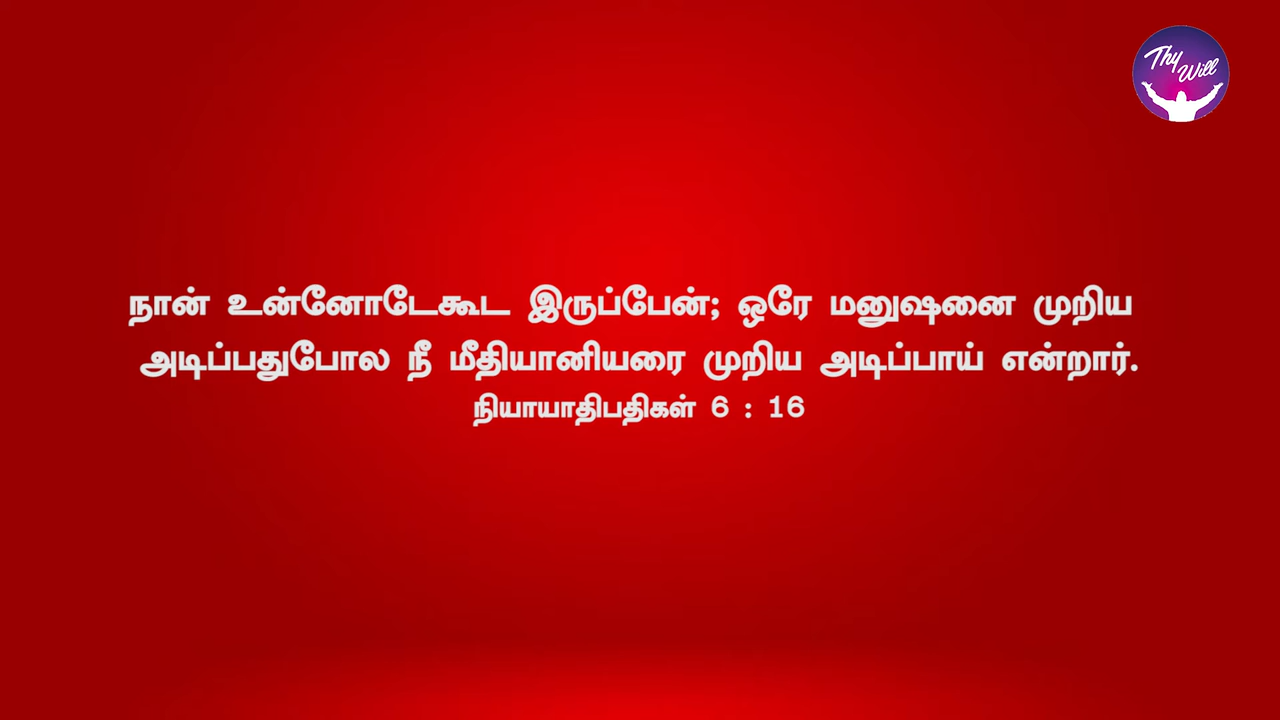 Thy
Will
நான் உன்னோடேகூட இருப்பேன்; ஒரே மனுஷனை முறிய
அடிப்பதுபோல நீ மீதியானியரை முறிய அடிப்பாய் என்றார்.
நியாயாதிபதிகள் 6 : 16